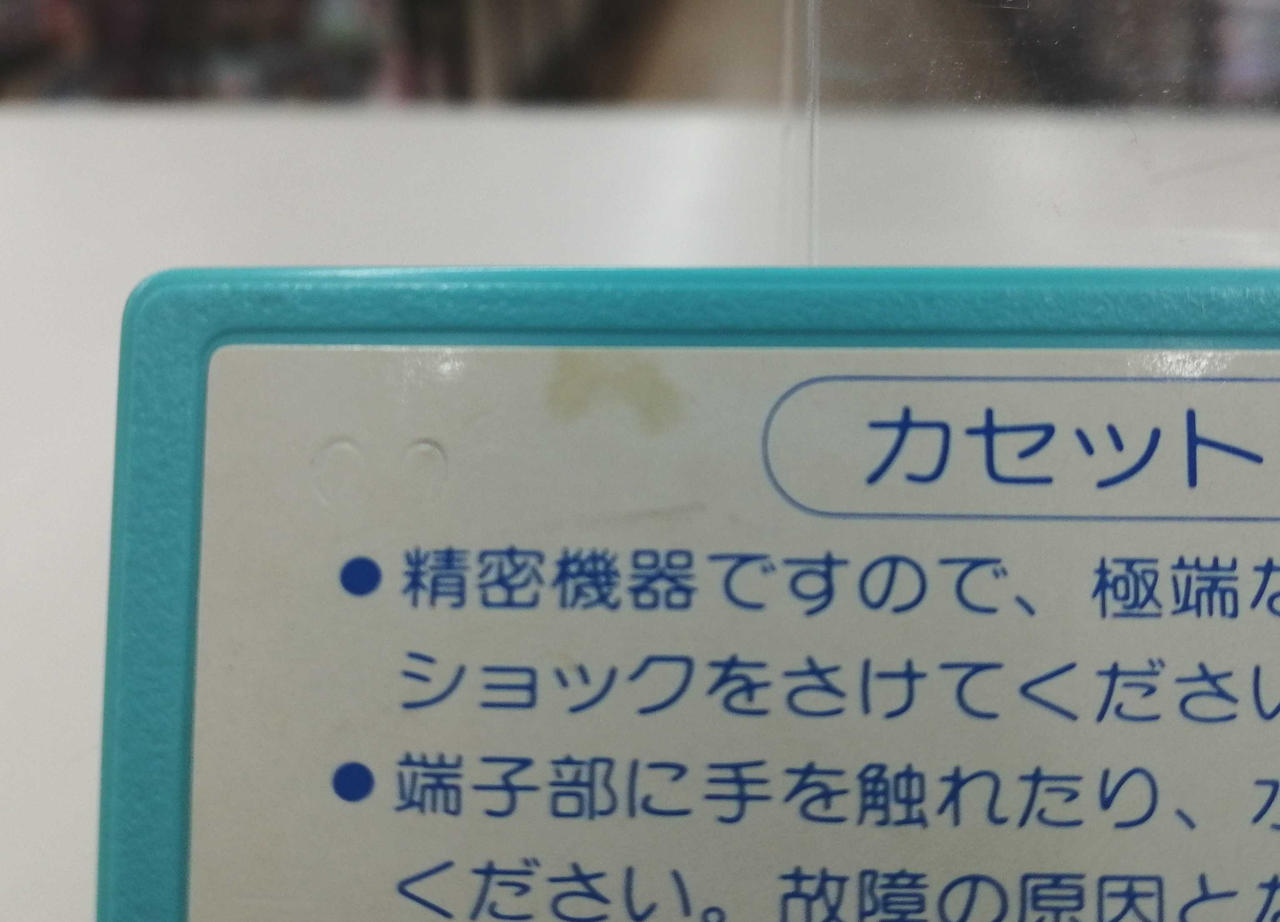 カセット
●精密機器ですので、極端な
ショックをさけてくださ
●端子部に手を触れたり、
ください。故障の原因と